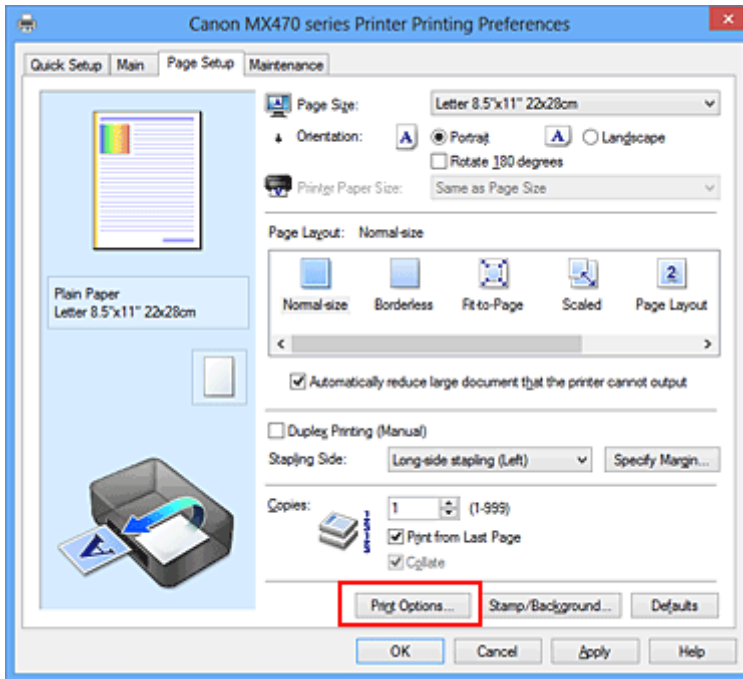 Canon MX470 series Printer Printing Preferences
Quick Setup Main Page Setup Maintenance
Page Size: Letter 8.5"x11" 22x28cm
Orientation: A Portrait A Landscape
Rotate 180 degrees
Printer Paper Size: Same as Page Size
Page Layout: Normal-size
2
Normal-size Borderless Fit-to-Page Scaled Page Layout
Plain Paper
Letter 8.5"x11" 22x28cm
Automatically reduce large document that the printer cannot output
Duplex Printing (Manual)
Stapling Side: Long-side stapling (Left) Specify Margin...
Copies: 1 (1-999)
Print from Last Page
Collate
A
Print Options... Stamp/Background... Defaults
OK Cancel Apply Help